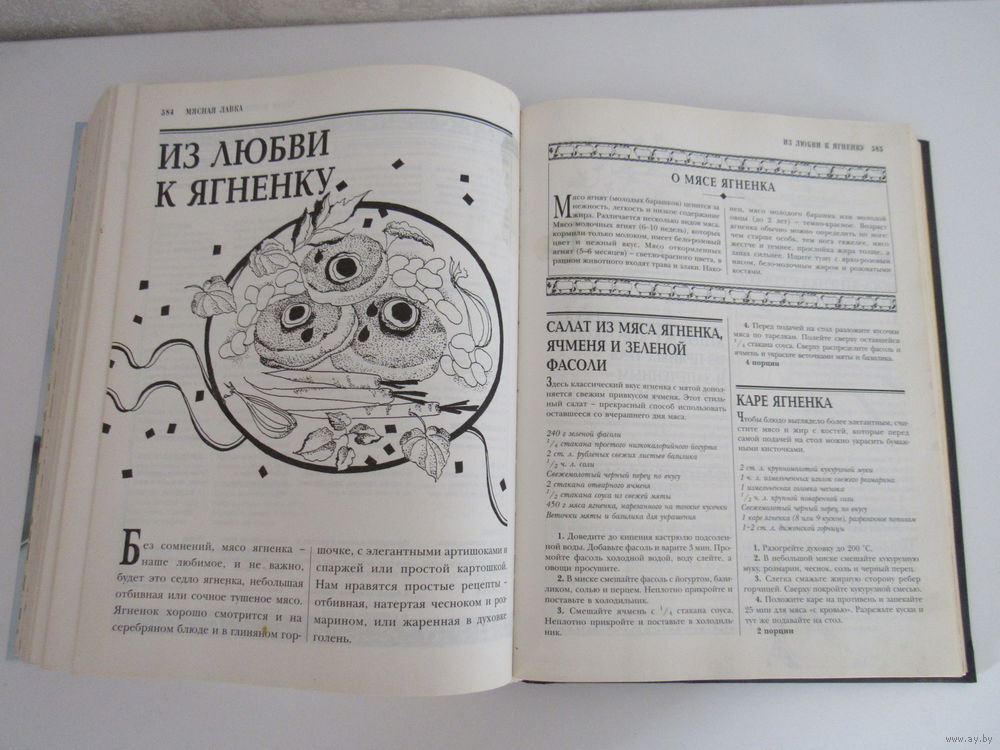 384 МЯСНАЯ ЛАВКА
ИЗ ЛЮБВИ
К ЯГНЕНКУ
Без сомнений, мясо ягненка –
наше любимое, и не важно,
будет это седло ягненка, небольшая
отбивная или сочное тушеное мясо.
Ягненок хорошо смотрится и на
серебряном блюде и в глиняном гор-
шочке, с элегантными артишоками и
спаржей или простой картошкой.
Нам нравятся простые рецепты -
отбивная, натертая чесноком и роз-
марином, или жаренная в духовке
голень.
ИЗ ЛЮБВИ К ЯГНЕНКУ 385
О МЯСЕ ЯГНЕНКА
Мясо ягнят (молодых барашков) ценится за
нежность, легкость и низкое содержание
жира. Различается несколько видов мяса.
Мясо молочных ягнят (6–10 недель), которых
кормили только молоком, имеет бело-розовый
цвет и нежный вкус. Мясо откормленных
ягнят (5–6 месяцев) – светло-красного цвета, в
рацион животного входят трава и злаки. Нако-
нец, мясо молодого барашка или молодой
овцы (до 2 лет) – темно-красное. Возраст
ягненка обычно можно определить по ноге:
чем старше особь, тем нога тяжелее, мясо
жестче и темнее, прослойка жира толще, а
запах сильнее. Ищите тушу с ярко-розовым
мясом, бело-молочным жиром и розоватыми
костями.
САЛАТ ИЗ МЯСА ЯГНЕНКА,
ЯЧМЕНЯ И ЗЕЛЕНОЙ
ФАСОЛИ
Здесь классический вкус ягненка с мятой допол-
няется свежим привкусом ячменя. Этот стиль-
ный салат – прекрасный способ использовать
оставшееся со вчерашнего дня мясо.
240 г зеленой фасоли
1/4 стакана простого низкокалорийного йогурта
2 ст. л. рубленых свежих листьев базилика
1/2 ч. л. соли
Свежемолотый черный перец по вкусу
2 стакана отварного ячменя
1/2 стакана соуса из свежей мяты
450 г мяса ягненка, нарезанного на тонкие кусочки
Веточки мяты и базилика для украшения
1. Доведите до кипения кастрюлю подсолен-
ной воды. Добавьте фасоль и варите 3 мин. Про-
мойте фасоль холодной водой, воду слейте, а
овощи просушите.
2. В миске смешайте фасоль с йогуртом, бази-
ликом, солью и перцем. Неплотно прикройте и
поставьте в холодильник.
3. Смешайте ячмень с 1/4 стакана соуса.
Неплотно прикройте и поставьте в холодиль-
ник.
4. Перед подачей на стол разложите кусочки
мяса по тарелкам. Полейте сверху оставшейся
1/4 стакана соуса. Сверху распределите фасоль и
ячмень и украсьте веточками мяты и базилика.
4 порции
КАРЕ ЯГНЕНКА
Чтобы блюдо выглядело более элегантным, счи-
стите мясо и жир с костей, которые перед
самой подачей на стол можно украсить бумаж-
ными кисточками.
2 ст. л. крупномолотой кукурузной муки
1 ч. л. измельченных иголок свежего розмарина
1 измельченная головка чеснока
1/2 ч. л. крупной поваренной соли
Свежемолотый черный перец по вкусу
1 каре ягненка (8 или 9 кусков), разрезанное пополам
1–2 ст. л. дижонской горчицы
1. Разогрейте духовку до 200 °С.
2. В небольшой миске смешайте кукурузную
муку, розмарин, чеснок, соль и черный перец.
3. Слегка смажьте жирную сторону ребер
горчицей. Сверху покройте кукурузной смесью.
4. Положите каре на противень и запекайте
25 мин для мяса «с кровью». Разрежьте куски и
тут же подавайте на стол.
2 порции
www.ay.by